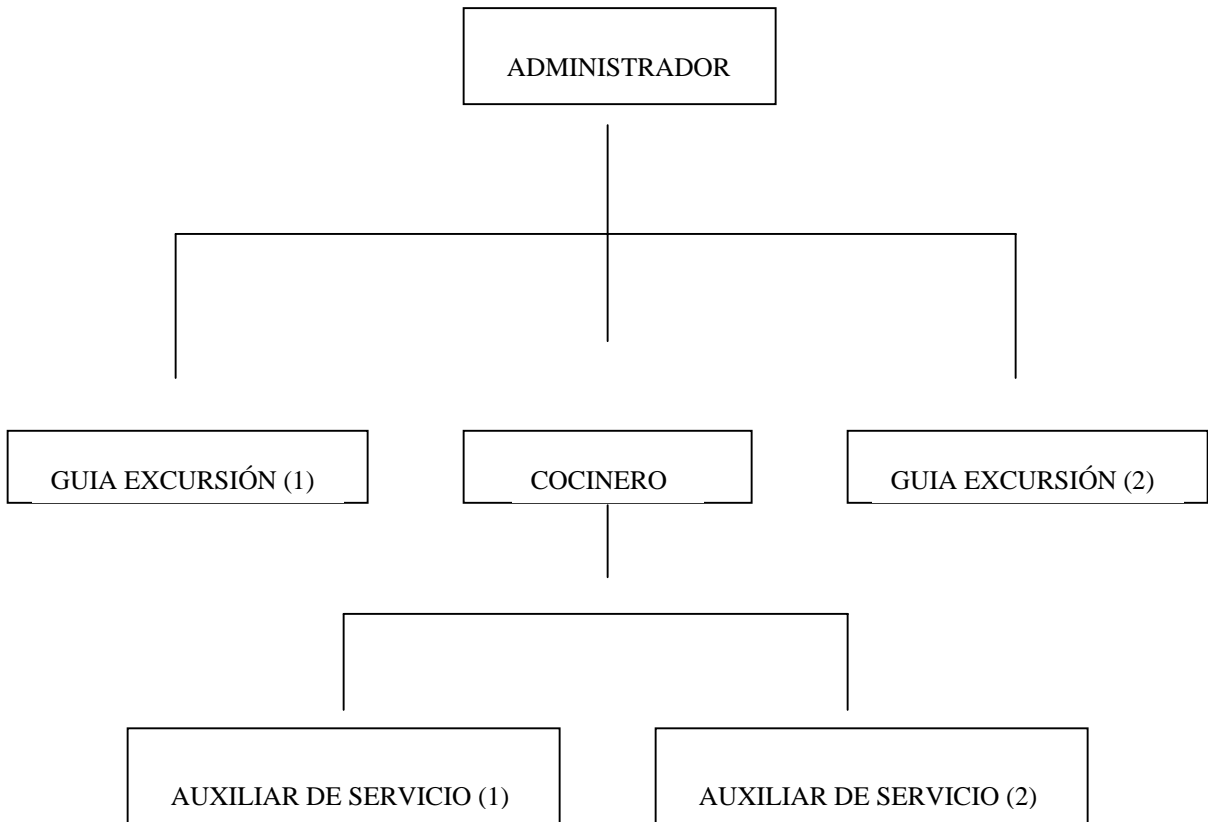 ADMINISTRADOR
GUIA EXCURSIÓN (1)
COCINERO
GUIA EXCURSIÓN (2)
AUXILIAR DE SERVICIO (1)
AUXILIAR DE SERVICIO (2)